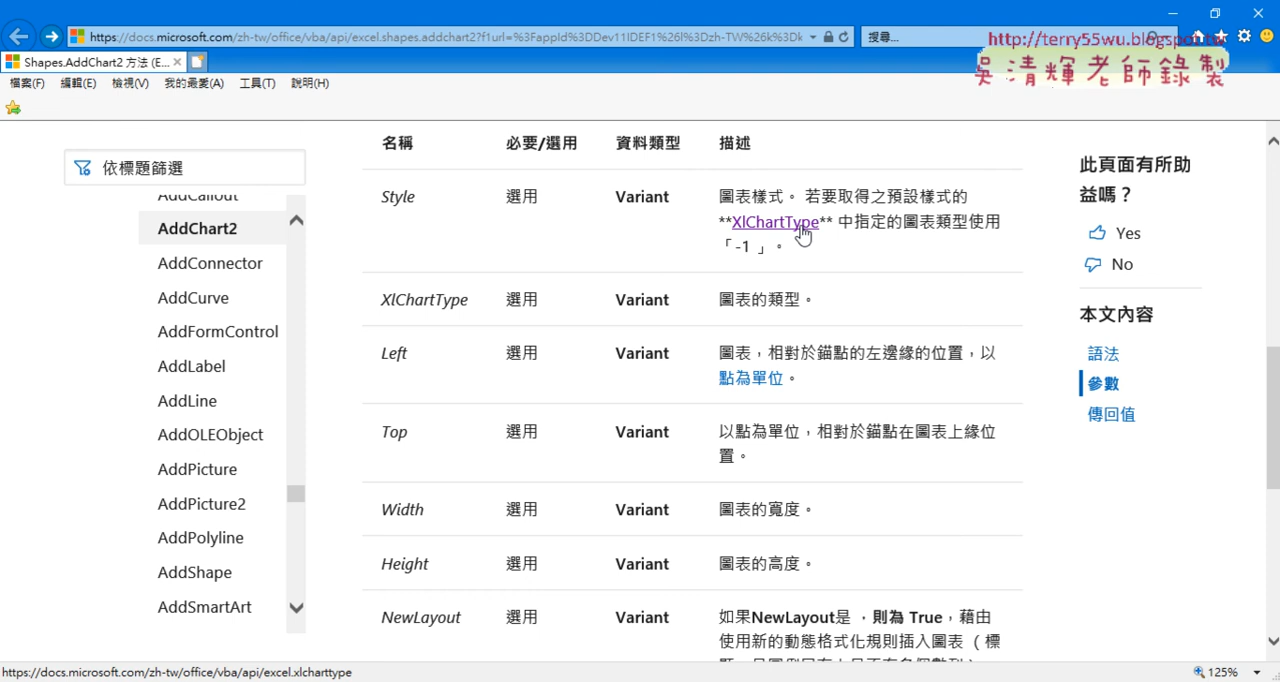 https://docs.microsoft.com/zh-tw/office/vba/api/excel.shapes.addchart2?f1url=%3FappId%3DDev11IDEF1%26l%3Dzh-TW%26k%3Dk
搜尋...
http://terry55wu.blogspot.tw
吳清輝老師錄製
Shapes.AddChart2 方法 (E...
檔案(F) 編輯(E) 檢視(V) 我的最愛(A) 工具(T) 說明(H)
依標題篩選
AddCallout
AddChart2
AddConnector
AddCurve
AddFormControl
AddLabel
AddLine
AddOLEObject
AddPicture
AddPicture2
AddPolyline
AddShape
AddSmartArt
名稱 必要/選用 資料類型 描述
Style 選用 Variant 圖表樣式。 若要取得之預設樣式的
**XlChartType** 中指定的圖表類型使用
「-1 」。
XlChartType 選用 Variant 圖表的類型。
Left 選用 Variant 圖表，相對於錨點的左邊緣的位置，以
點為單位。
Top 選用 Variant 以點為單位，相對於錨點在圖表上緣位
置。
Width 選用 Variant 圖表的寬度。
Height 選用 Variant 圖表的高度。
NewLayout 選用 Variant 如果NewLayout是 ，則為 True，藉由
使用新的動態格式化規則插入圖表 （ 標
此頁面有所助
益嗎？
Yes
No
本文內容
語法
參數
傳回值
https://docs.microsoft.com/zh-tw/office/vba/api/excel.xlcharttype
125%